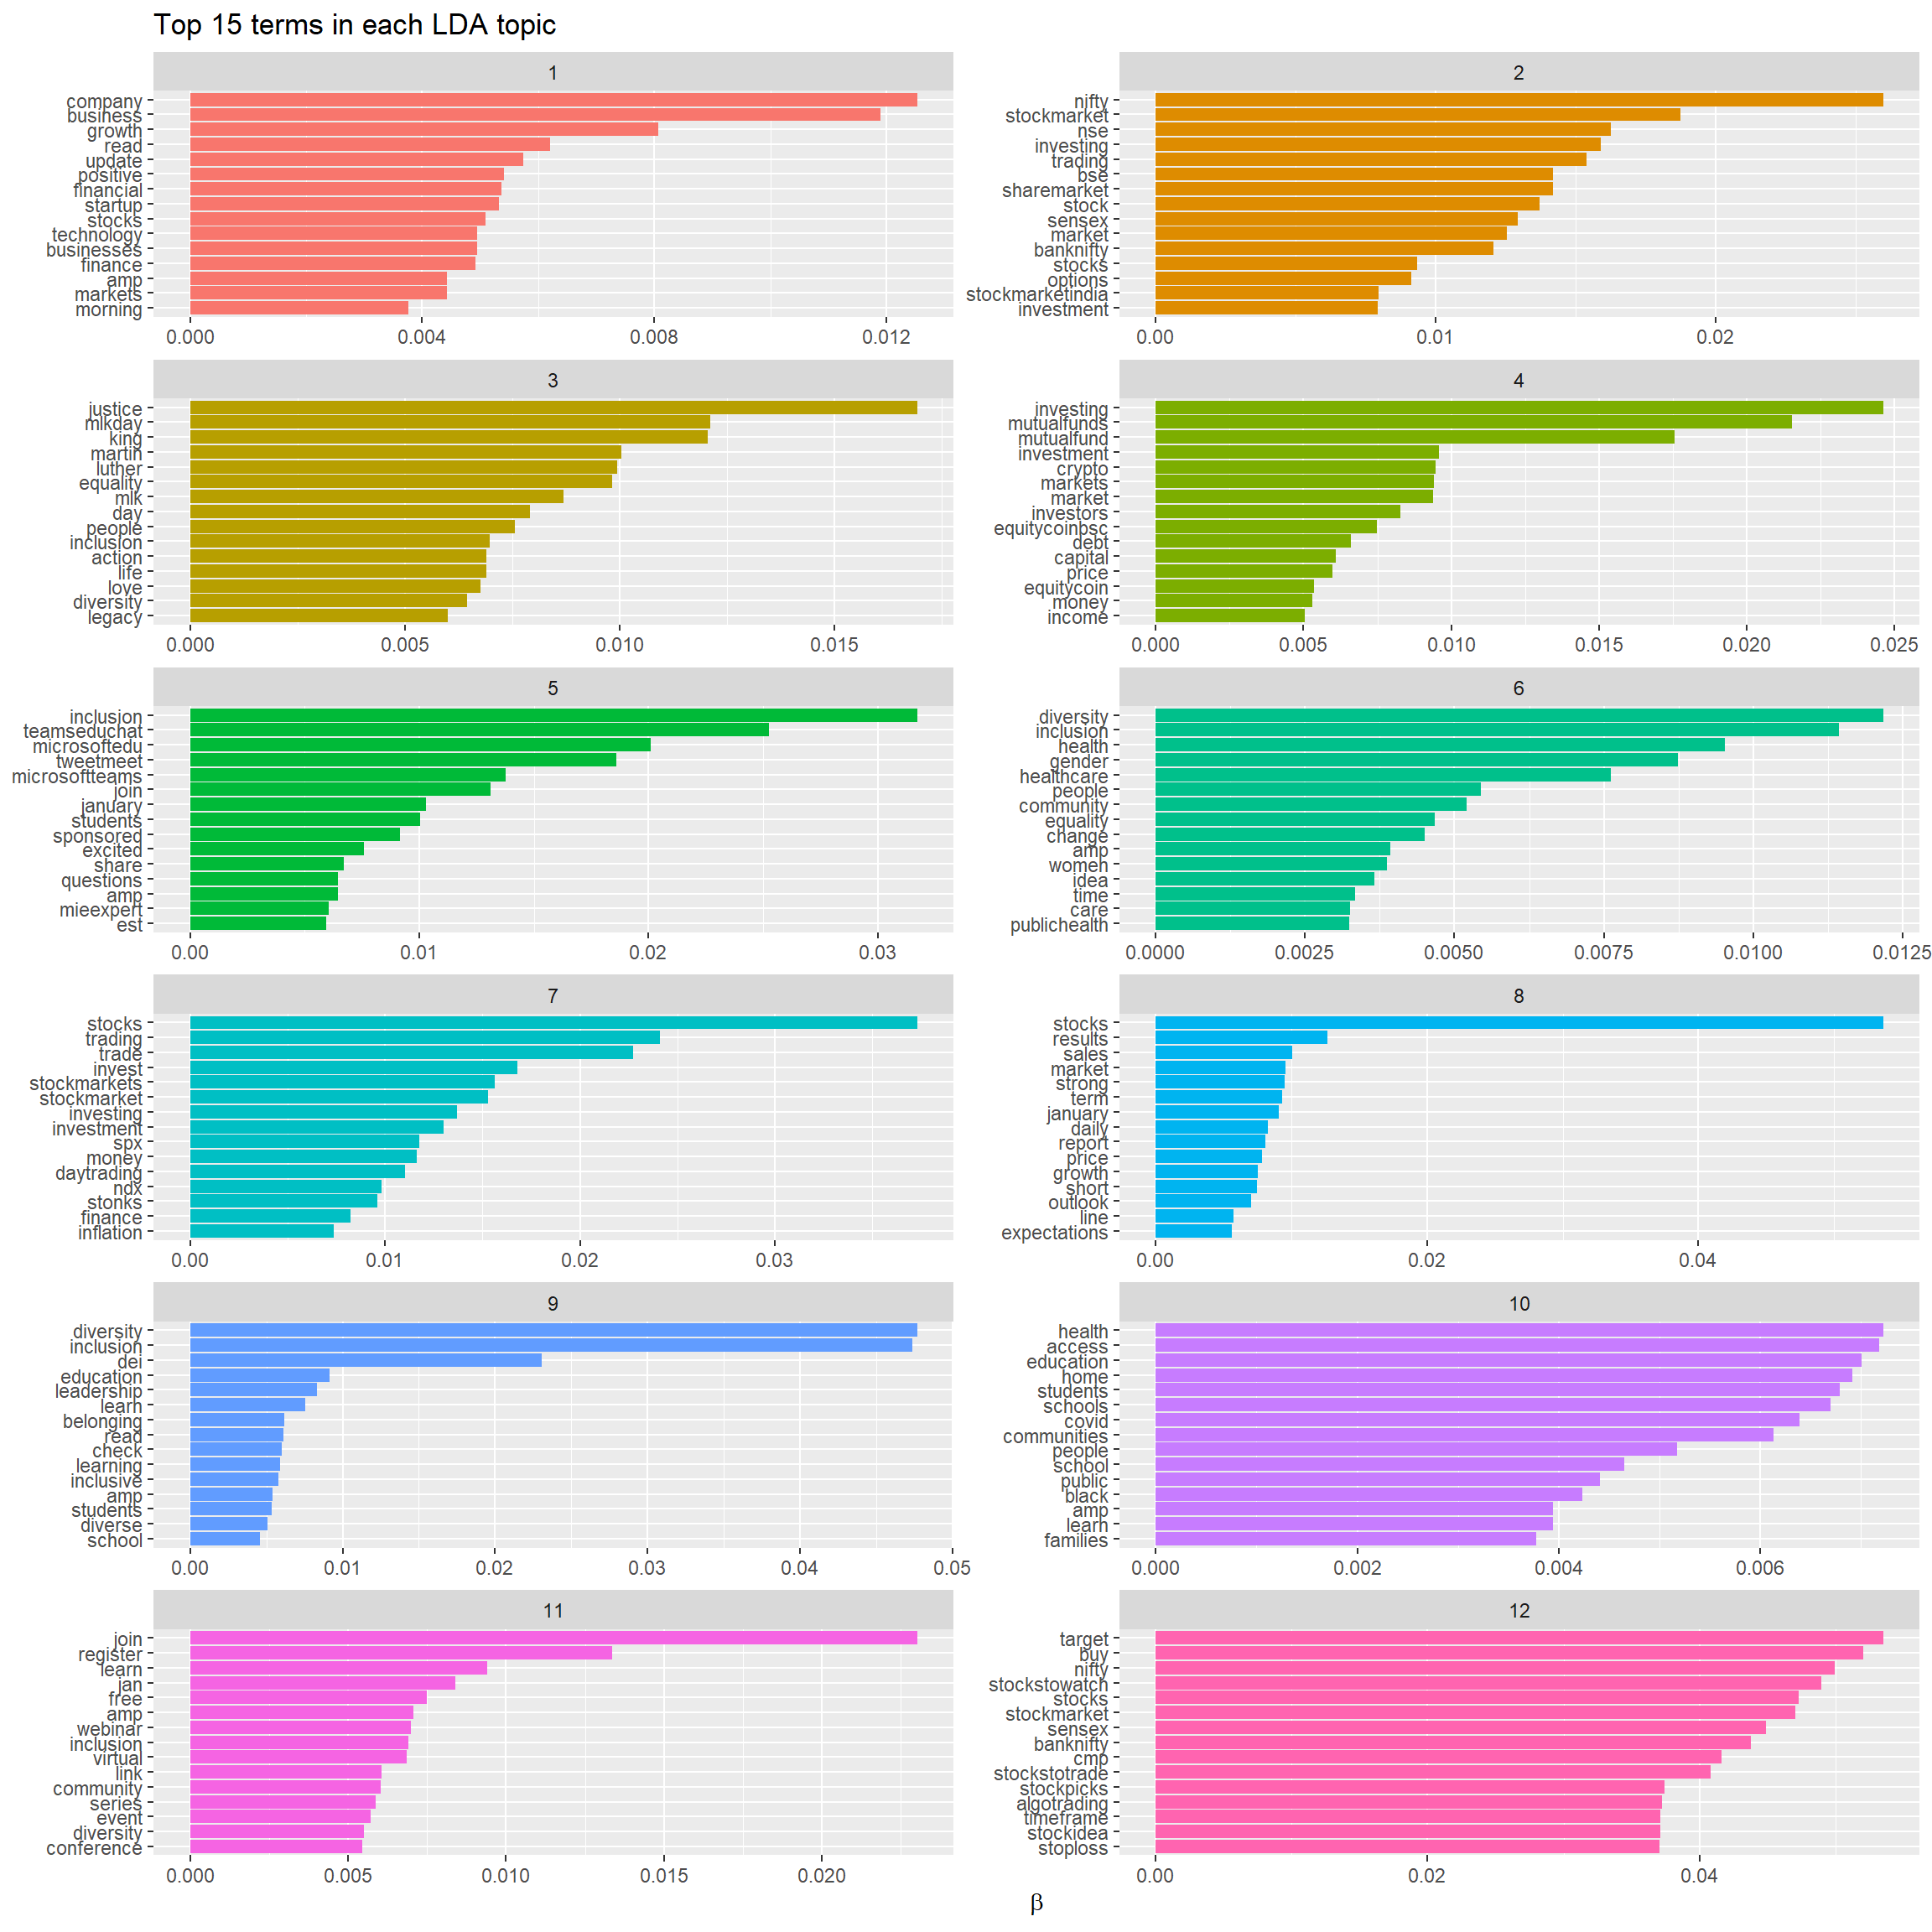 Top 15 terms in each LDA topic
1
company
business
growth
read
update
positive
financial
startup
stocks
technology
businesses
finance
amp
markets
morning
0.000 0.004 0.008 0.012
2
nifty
stockmarket
nse
investing
trading
bse
sharemarket
stock
sensex
market
banknifty
stocks
options
stockmarketindia
investment
0.00 0.01 0.02
3
justice
mlkday
king
martin
luther
equality
mlk
day
people
inclusion
action
life
love
diversity
legacy
0.000 0.005 0.010 0.015
4
investing
mutualfunds
mutualfund
investment
crypto
markets
market
investors
equitycoinbsc
debt
capital
price
equitycoin
money
income
0.000 0.005 0.010 0.015 0.020 0.025
5
inclusion
teamseduchat
microsoftedu
tweetmeet
microsoftteams
join
january
students
sponsored
excited
share
questions
amp
mieexpert
est
0.00 0.01 0.02 0.03
6
diversity
inclusion
health
gender
healthcare
people
community
equality
change
amp
women
idea
time
care
publichealth
0.0000 0.0025 0.0050 0.0075 0.0100 0.0125
7
stocks
trading
trade
invest
stockmarkets
stockmarket
investing
investment
spx
money
daytrading
ndx
stonks
finance
inflation
0.00 0.01 0.02 0.03
8
stocks
results
sales
market
strong
term
january
daily
report
price
growth
short
outlook
line
expectations
0.00 0.02 0.04
9
diversity
inclusion
dei
education
leadership
learn
belonging
read
check
learning
inclusive
amp
students
diverse
school
0.00 0.01 0.02 0.03 0.04 0.05
10
health
access
education
home
students
schools
covid
communities
people
school
public
black
amp
learn
families
0.000 0.002 0.004 0.006
11
join
register
learn
jan
free
amp
webinar
inclusion
virtual
link
community
series
event
diversity
conference
0.000 0.005 0.010 0.015 0.020
12
target
buy
nifty
stockstowatch
stocks
stockmarket
sensex
banknifty
cmp
stockstotrade
stockpicks
algotrading
timeframe
stockidea
stoploss
0.00 0.02 0.04
β